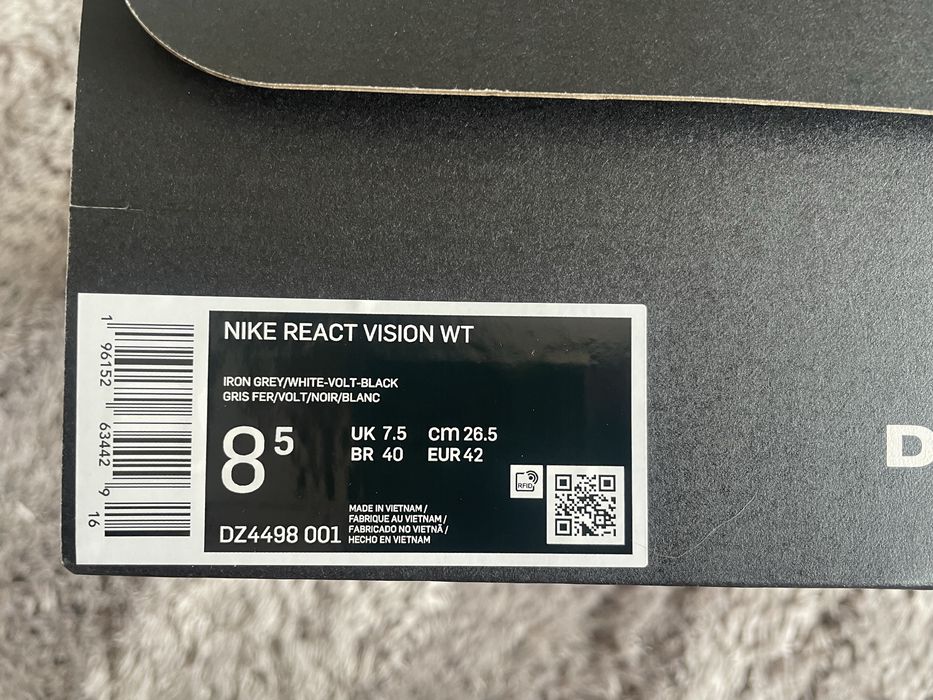 NIKE REACT VISION WT
IRON GREY/WHITE-VOLT-BLACK
GRIS FER/VOLT/NOIR/BLANC
8 5
UK 7.5 cm 26.5
BR 40 EUR 42
RFID
DZ4498 001
MADE IN VIETNAM /
FABRIQUE AU VIETNAM /
FABRICADO NO VIETNÃ /
HECHO EN VIETNAM
1 96152 63442 9 16
D